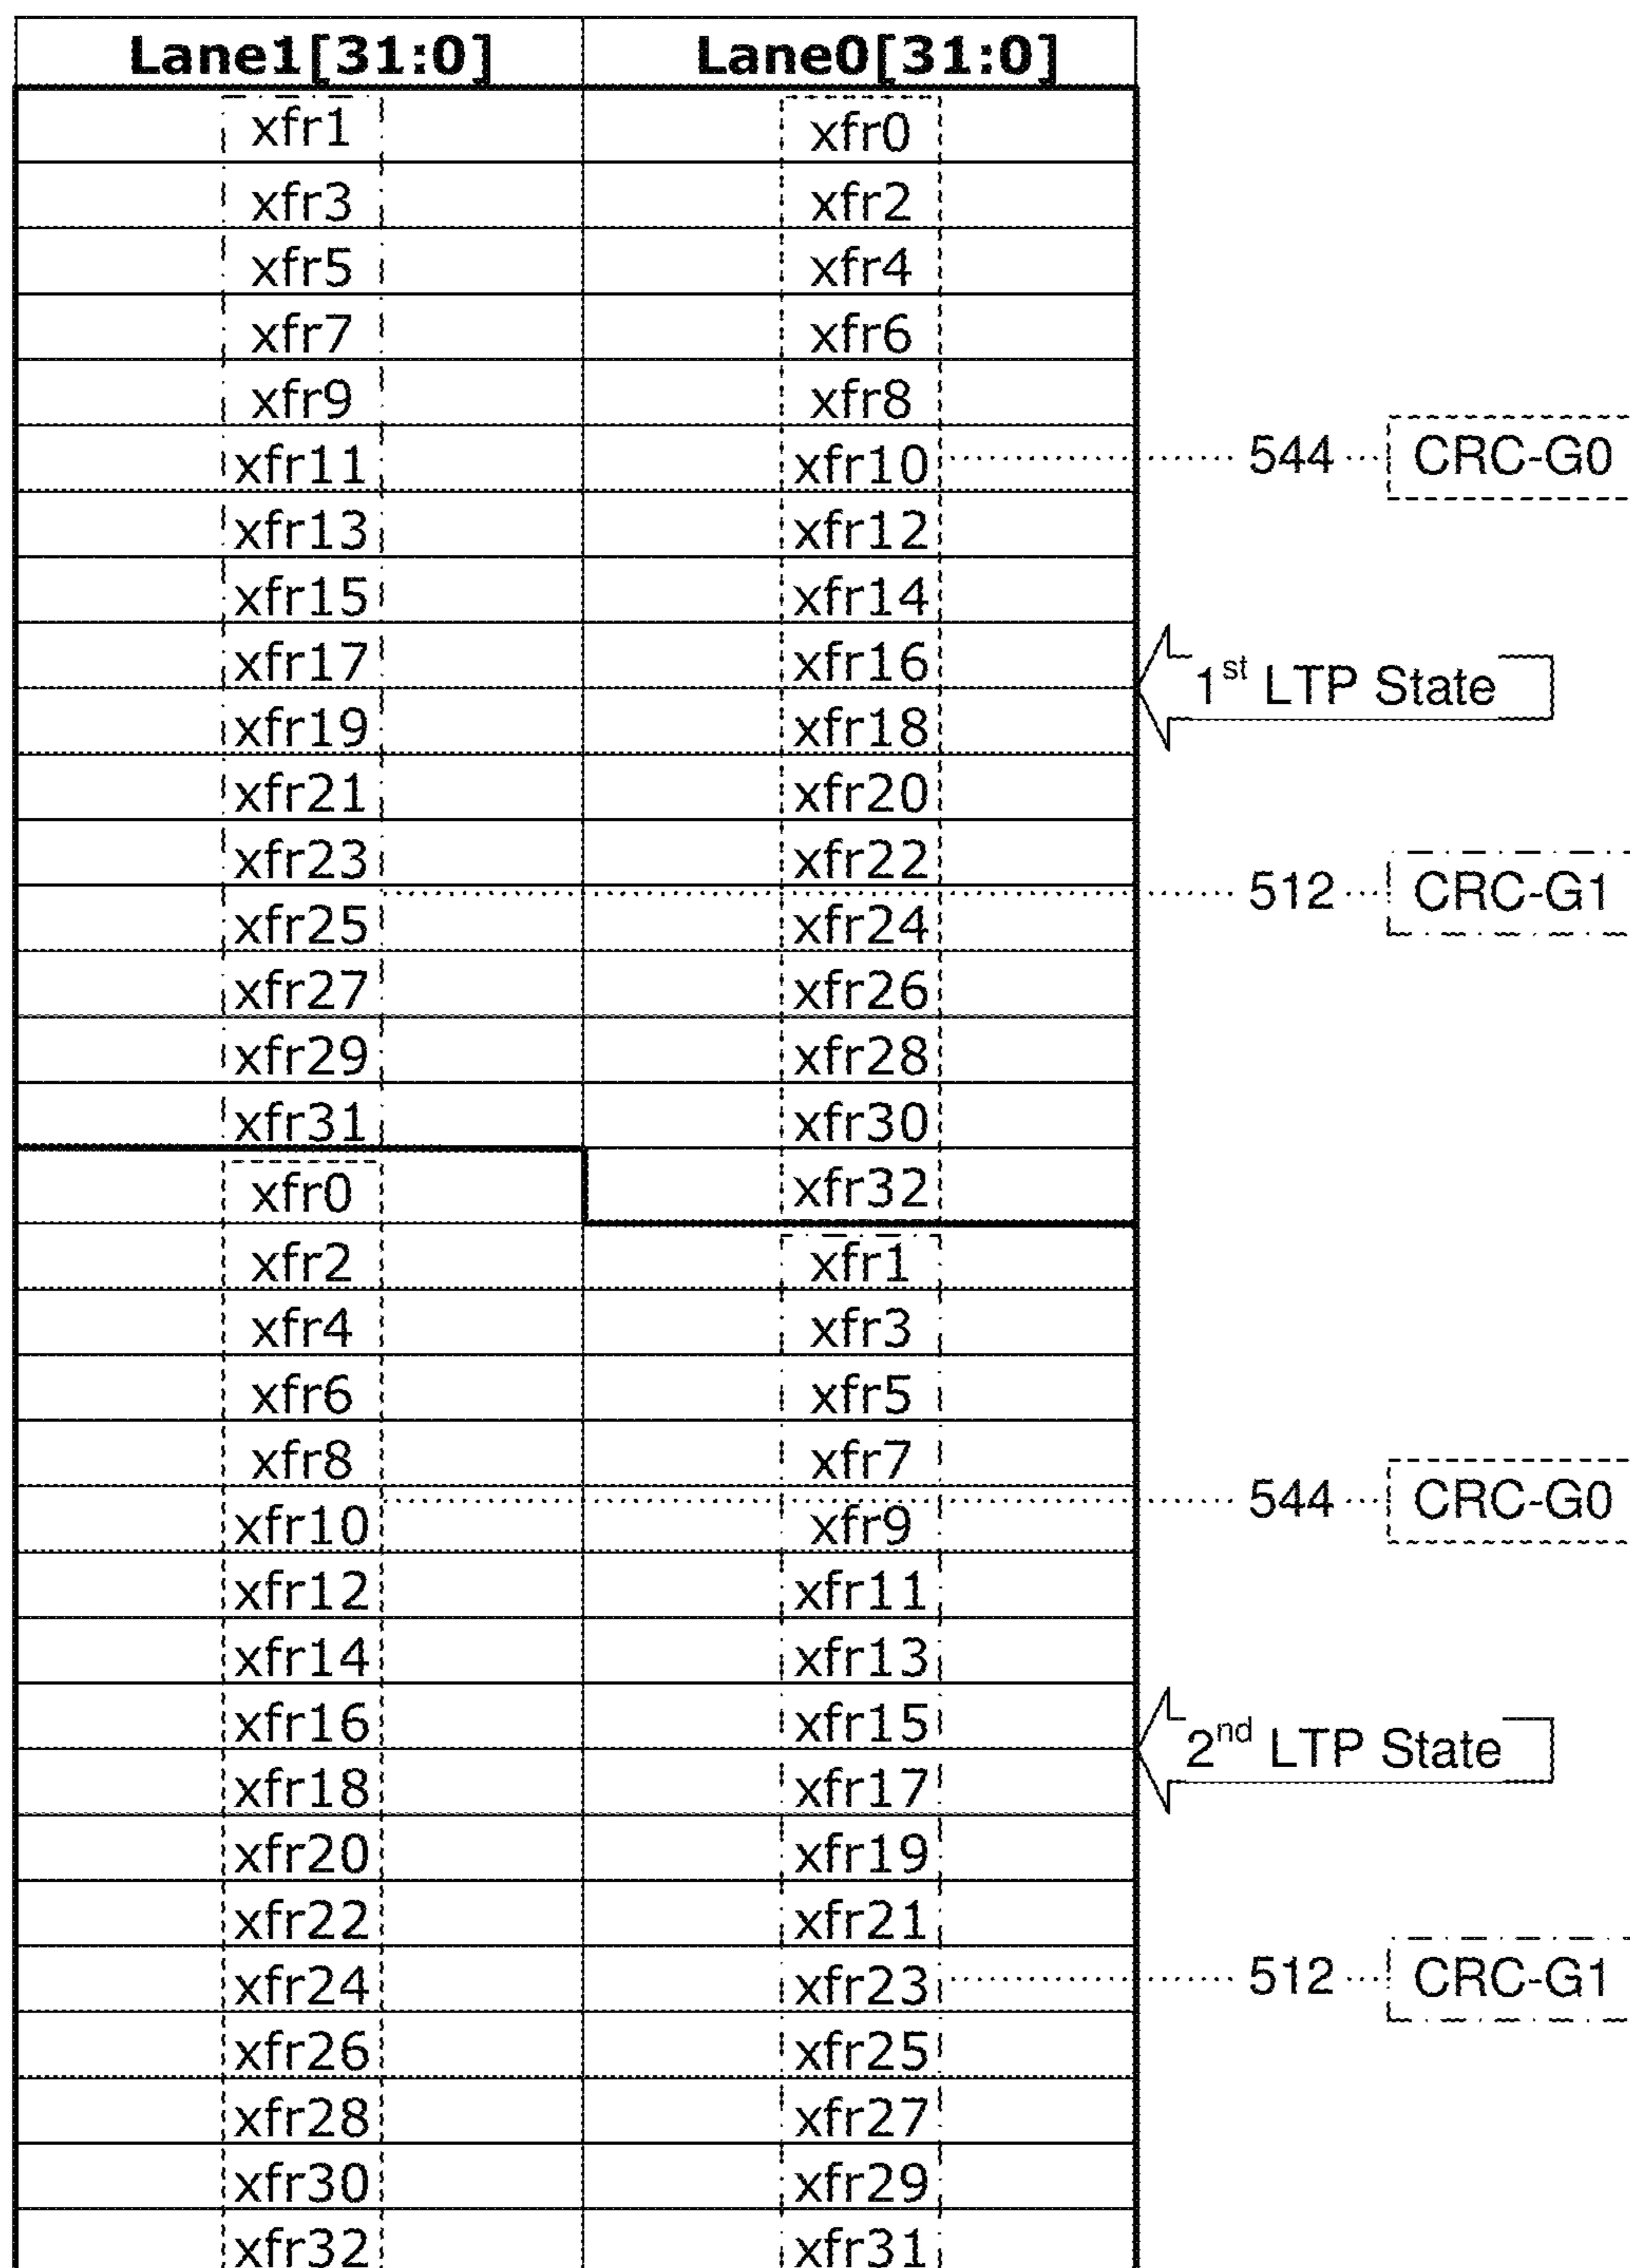 Lane1[31:0] Lane0[31:0]
xfr1 xfr0
xfr3 xfr2
xfr5 xfr4
xfr7 xfr6
xfr9 xfr8
xfr11 xfr10 544 CRC-G0
xfr13 xfr12
xfr15 xfr14
xfr17 xfr16
1st LTP State
xfr19 xfr18
xfr21 xfr20
xfr23 xfr22
512 CRC-G1
xfr25 xfr24
xfr27 xfr26
xfr29 xfr28
xfr31 xfr30
xfr0 xfr32
xfr2 xfr1
xfr4 xfr3
xfr6 xfr5
xfr8 xfr7
544 CRC-G0
xfr10 xfr9
xfr12 xfr11
xfr14 xfr13
xfr16 xfr15
2nd LTP State
xfr18 xfr17
xfr20 xfr19
xfr22 xfr21
xfr24 xfr23 512 CRC-G1
xfr26 xfr25
xfr28 xfr27
xfr30 xfr29
xfr32 xfr31